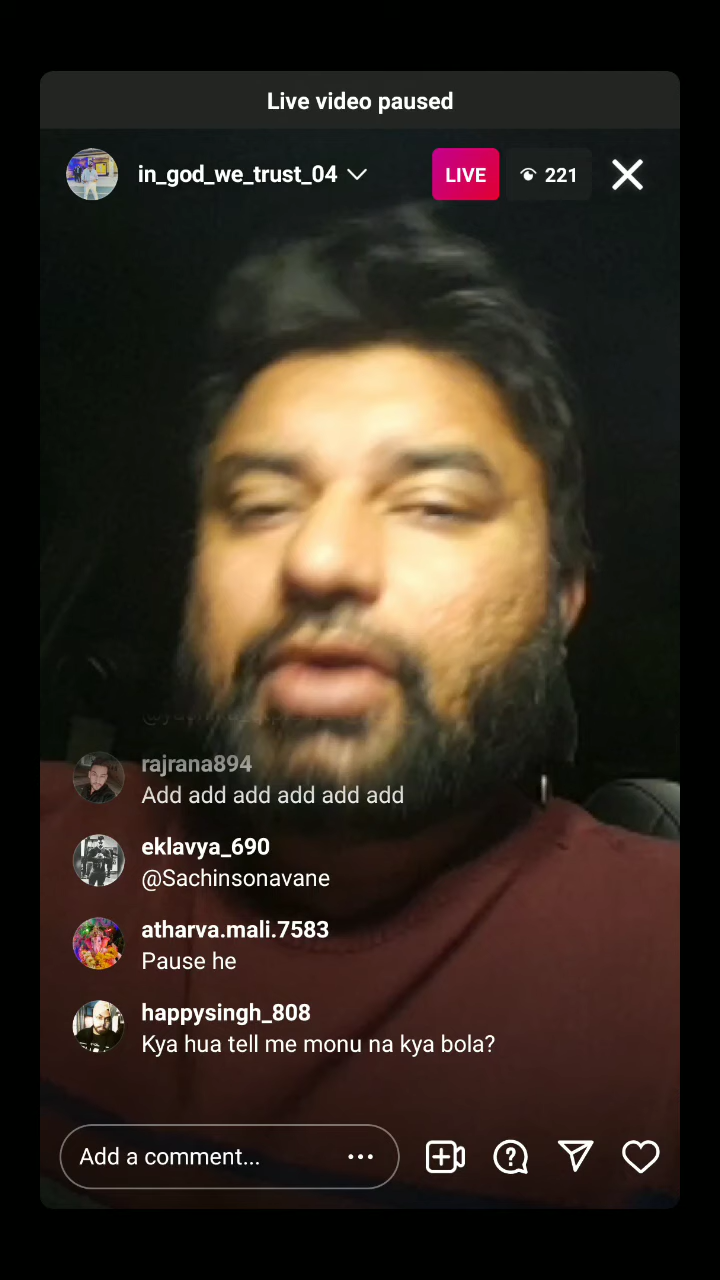 Live video paused
in_god_we_trust_04
LIVE
221
rajrana894
Add add add add add add
eklavya_690
@Sachinsonavane
atharva.mali.7583
Pause he
happysingh_808
Kya hua tell me monu na kya bola?
Add a comment...